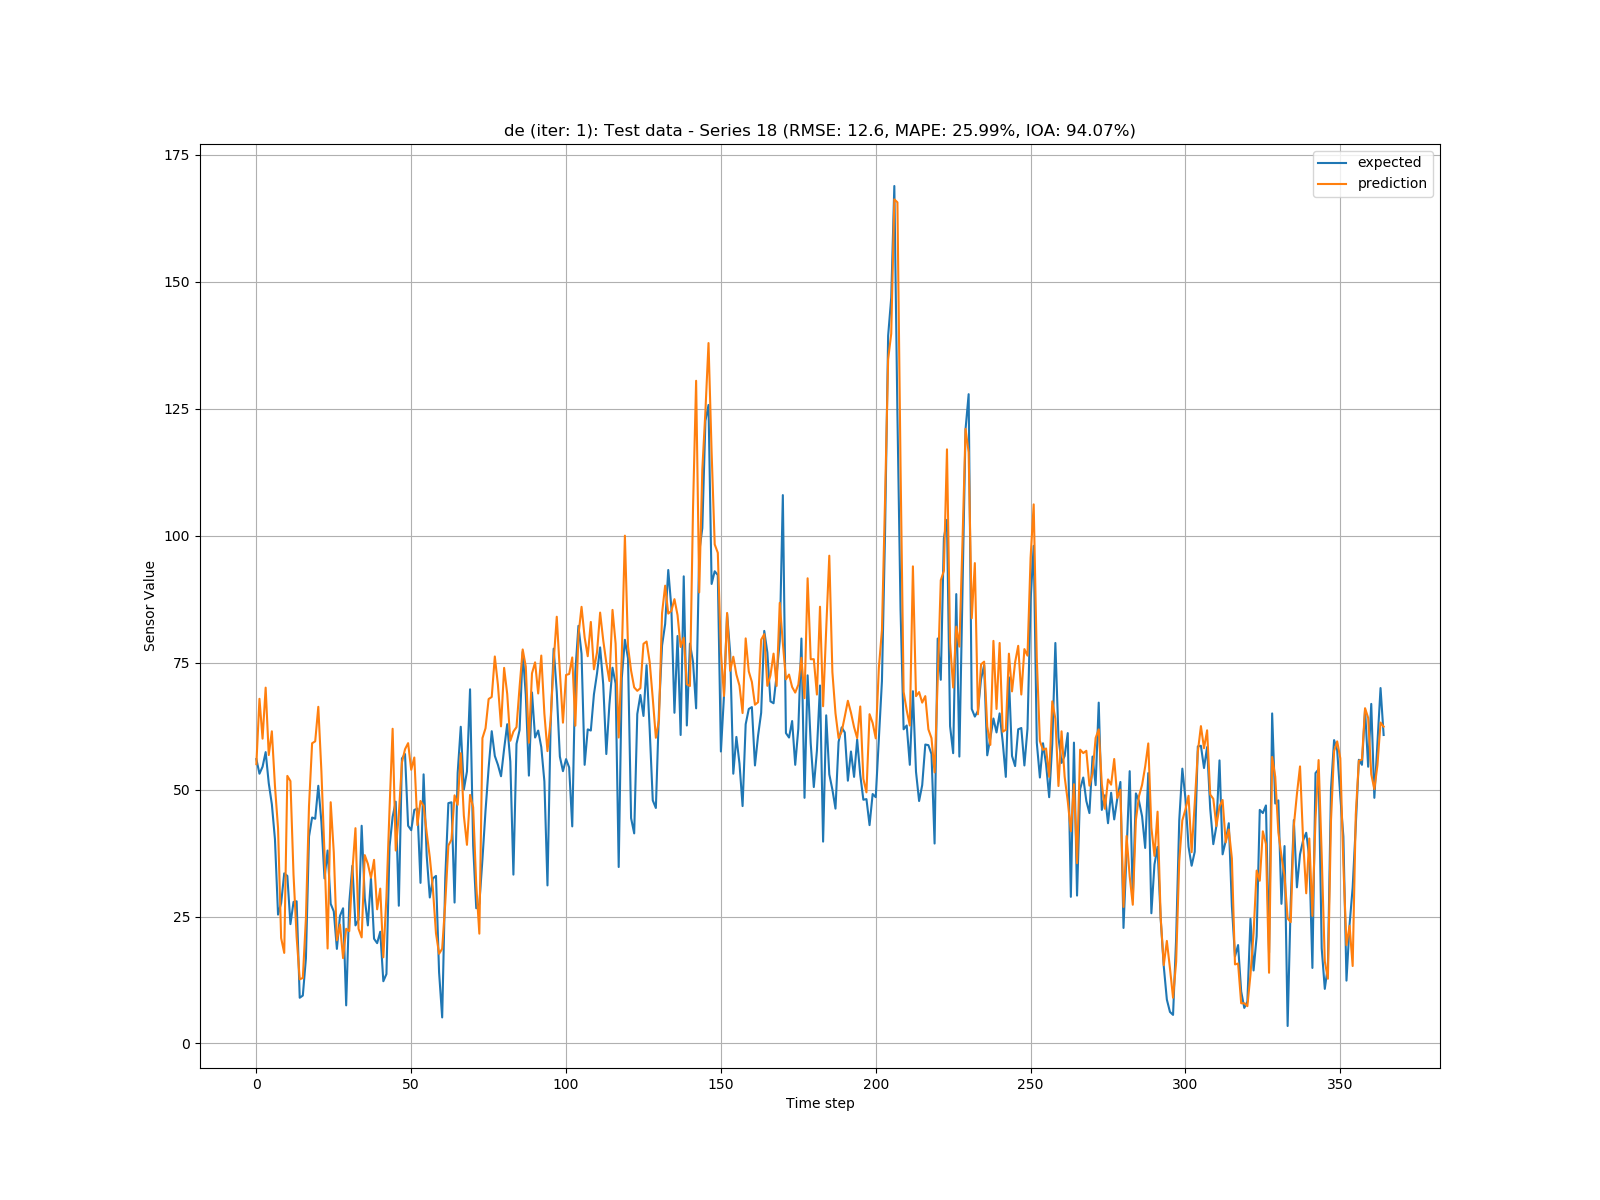 de (iter: 1): Test data - Series 18 (RMSE: 12.6, MAPE: 25.99%, IOA: 94.07%)
expected
prediction
175
150
125
100
75
50
25
0
Sensor Value
0 50 100 150 200 250 300 350
Time step